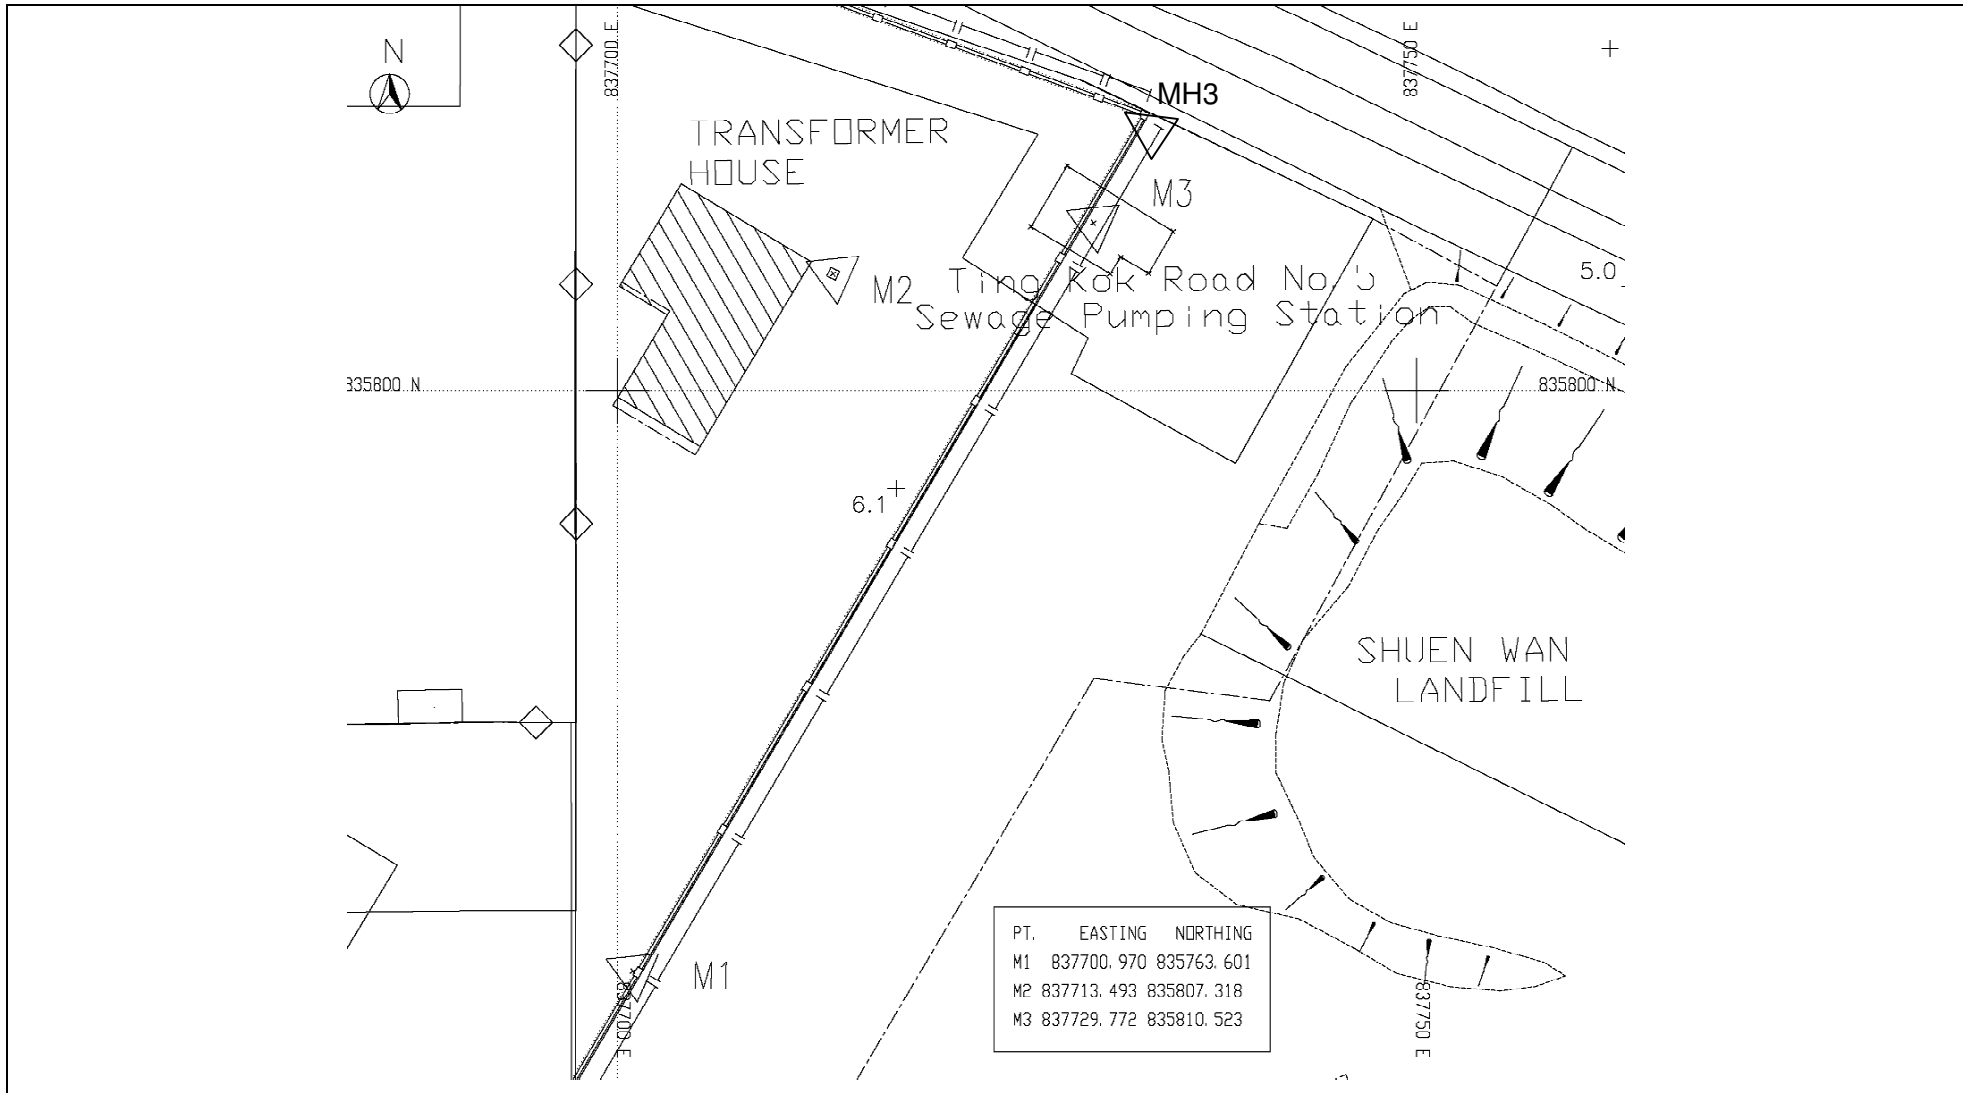 N
837700 E
837750 E
MH3
TRANSFORMER
HOUSE
M3
M2
Ting Kok Road No. 5
Sewage Pumping Station
5.0
835800 N
835800 N
6.1
SHUEN WAN
LANDFILL
M1
837700 E
837750 E
PT. EASTING NORTHING
M1 837700.970 835763.601
M2 837713.493 835807.318
M3 837729.772 835810.523